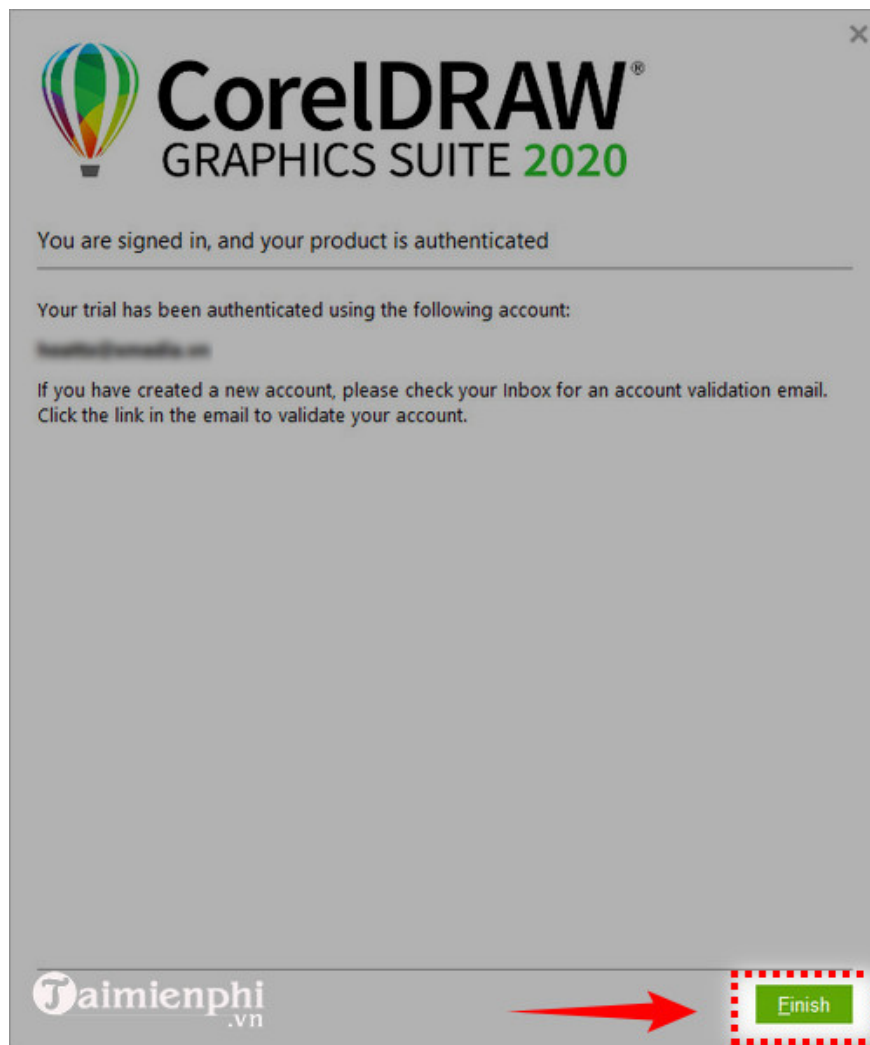 CorelDRAW®
GRAPHICS SUITE 2020
You are signed in, and your product is authenticated
Your trial has been authenticated using the following account:
If you have created a new account, please check your Inbox for an account validation email.
Click the link in the email to validate your account.
Taimienphi
.vn
Finish